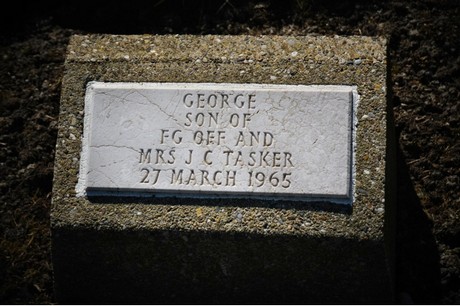 GEORGE
SON OF
FG OFF AND
MRS J C TASKER
27 MARCH 1965